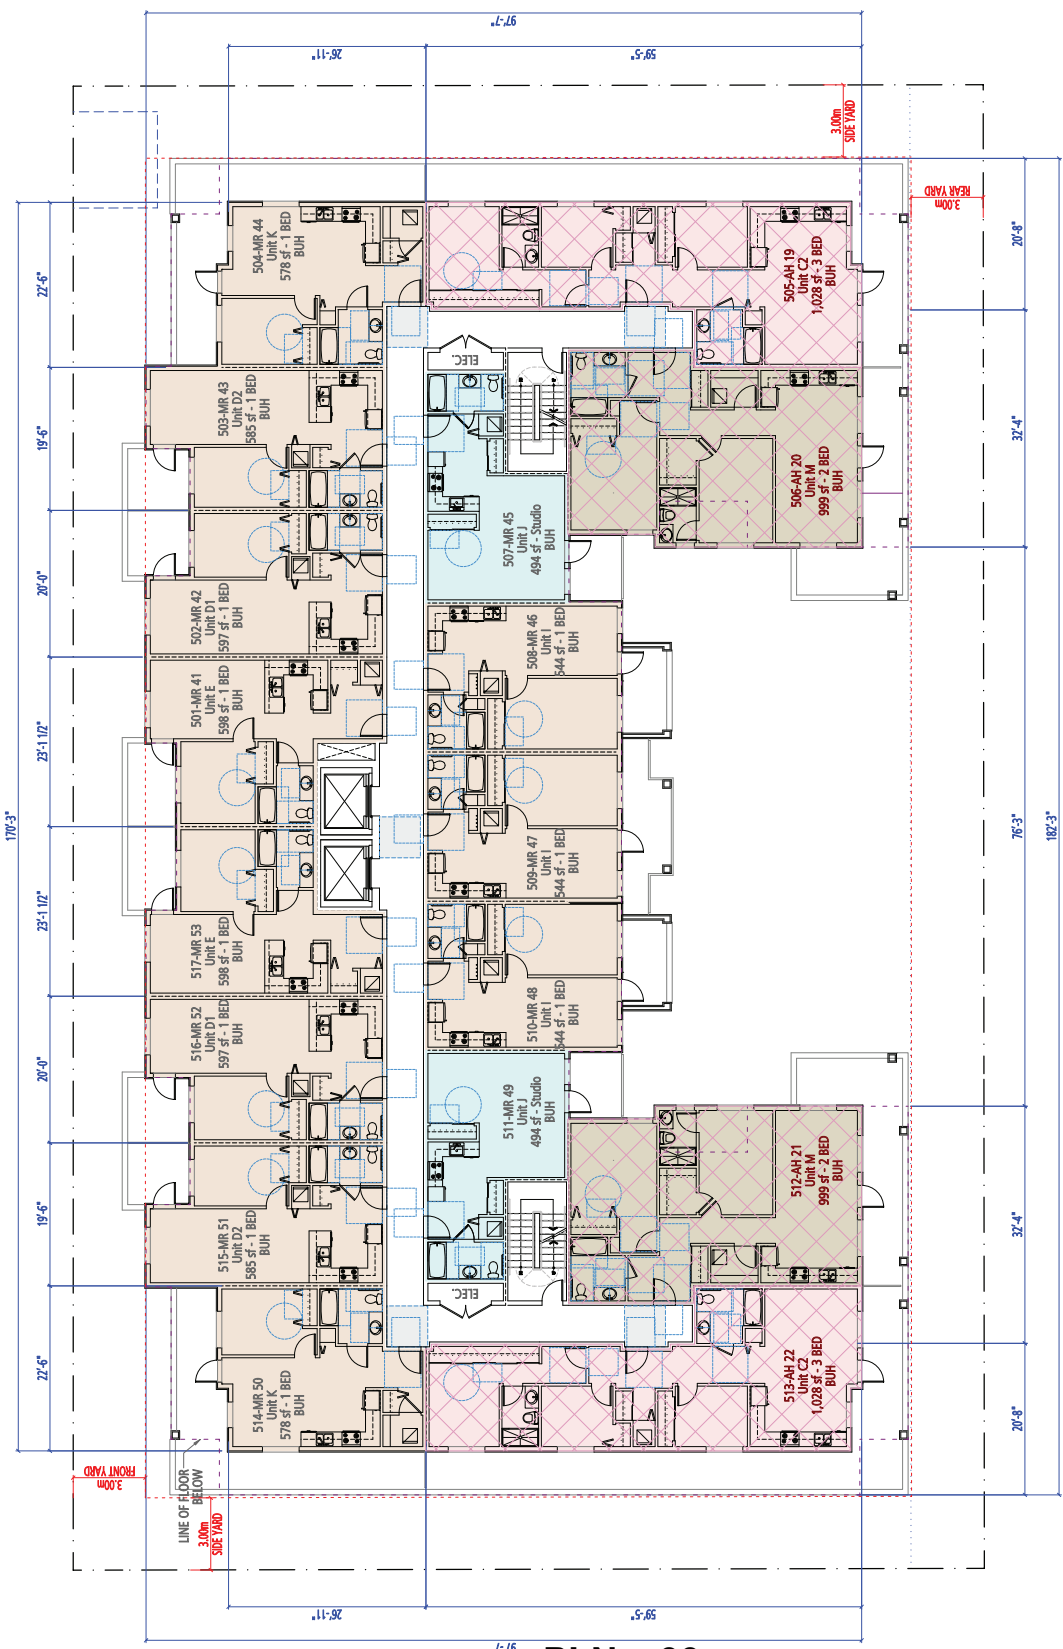 97'-7"
26'-11"
59'-5"
3.00m
SIDE YARD
3.00m
REAR YARD
170'-3"
22'-6"
19'-6"
20'-0"
23'-1 1/2"
23'-1 1/2"
20'-0"
19'-6"
22'-6"
20'-8"
32'-4"
76'-3"
182'-3"
32'-4"
20'-8"
504-MR 44
Unit K
578 sf - 1 BED
BUH
505-AH 19
Unit C2
1,028 sf - 3 BED
BUH
503-MR 43
Unit D2
585 sf - 1 BED
BUH
ELEC.
506-AH 20
Unit M
999 sf - 2 BED
BUH
507-MR 45
Unit J
494 sf - Studio
BUH
502-MR 42
Unit D1
597 sf - 1 BED
BUH
508-MR 46
Unit I
544 sf - 1 BED
BUH
501-MR 41
Unit E
598 sf - 1 BED
BUH
509-MR 47
Unit I
544 sf - 1 BED
BUH
517-MR 53
Unit E
598 sf - 1 BED
BUH
510-MR 48
Unit I
544 sf - 1 BED
BUH
516-MR 52
Unit D1
597 sf - 1 BED
BUH
511-MR 49
Unit J
494 sf - Studio
BUH
512-AH 21
Unit M
999 sf - 2 BED
BUH
515-MR 51
Unit D2
585 sf - 1 BED
BUH
ELEC.
514-MR 50
Unit K
578 sf - 1 BED
BUH
513-AH 22
Unit C2
1,028 sf - 3 BED
BUH
3.00m
FRONT YARD
LINE OF FLOOR
BELOW
3.00m
SIDE YARD
26'-11"
59'-5"
97'-7"